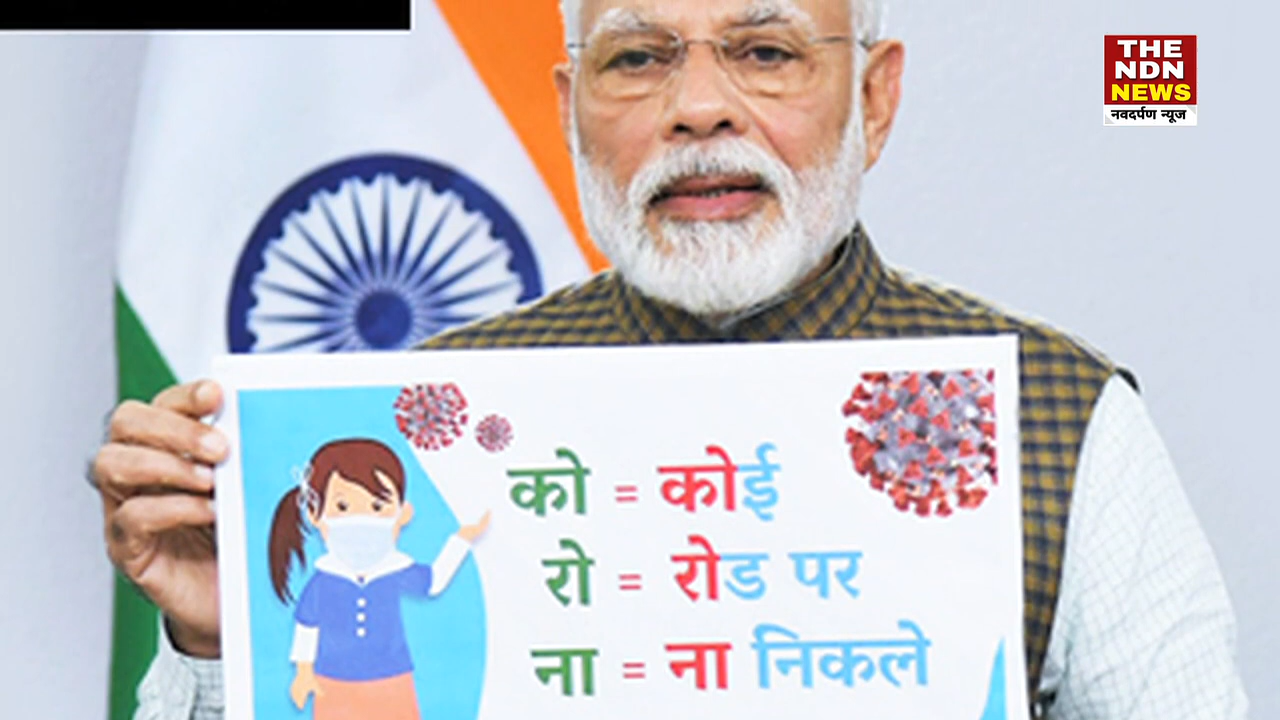 THE
NDN
NEWS
नवदर्पण न्यूज
को = कोई
रो = रोड पर
ना = ना निकले